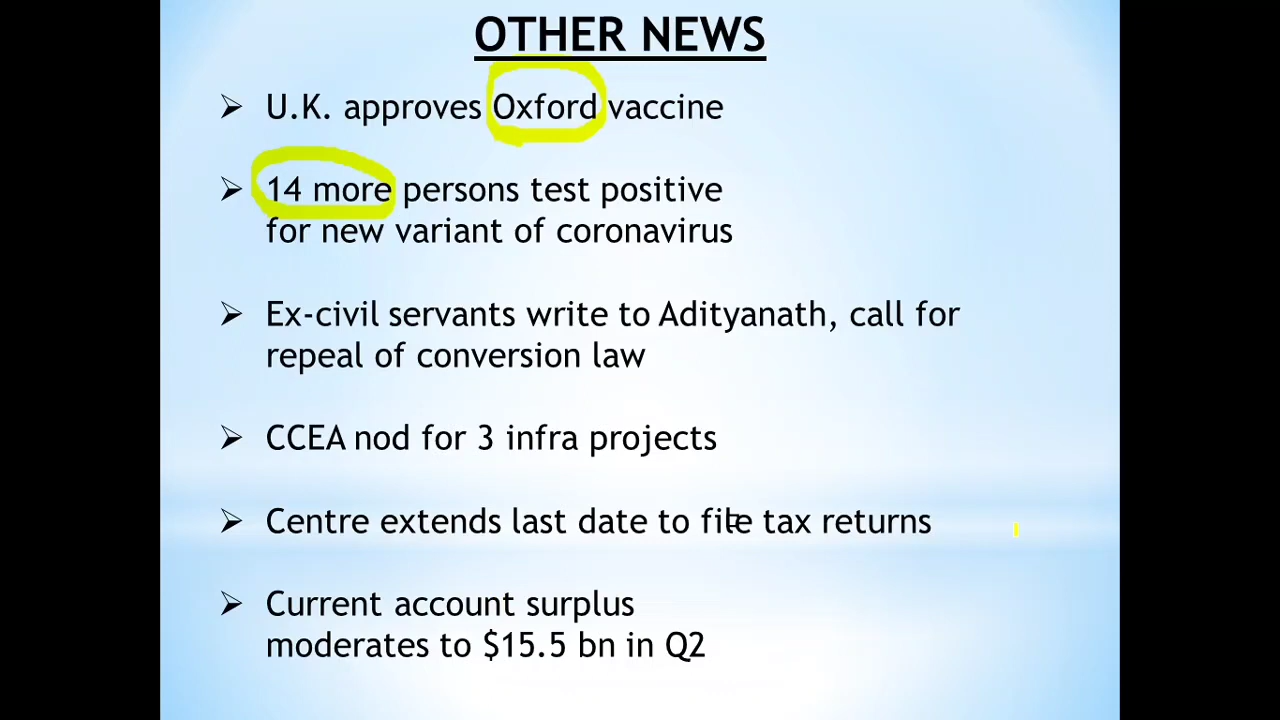 OTHER NEWS
➢ U.K. approves Oxford vaccine
➢ 14 more persons test positive
for new variant of coronavirus
➢ Ex-civil servants write to Adityanath, call for
repeal of conversion law
➢ CCEA nod for 3 infra projects
➢ Centre extends last date to file tax returns
➢ Current account surplus
moderates to $15.5 bn in Q2